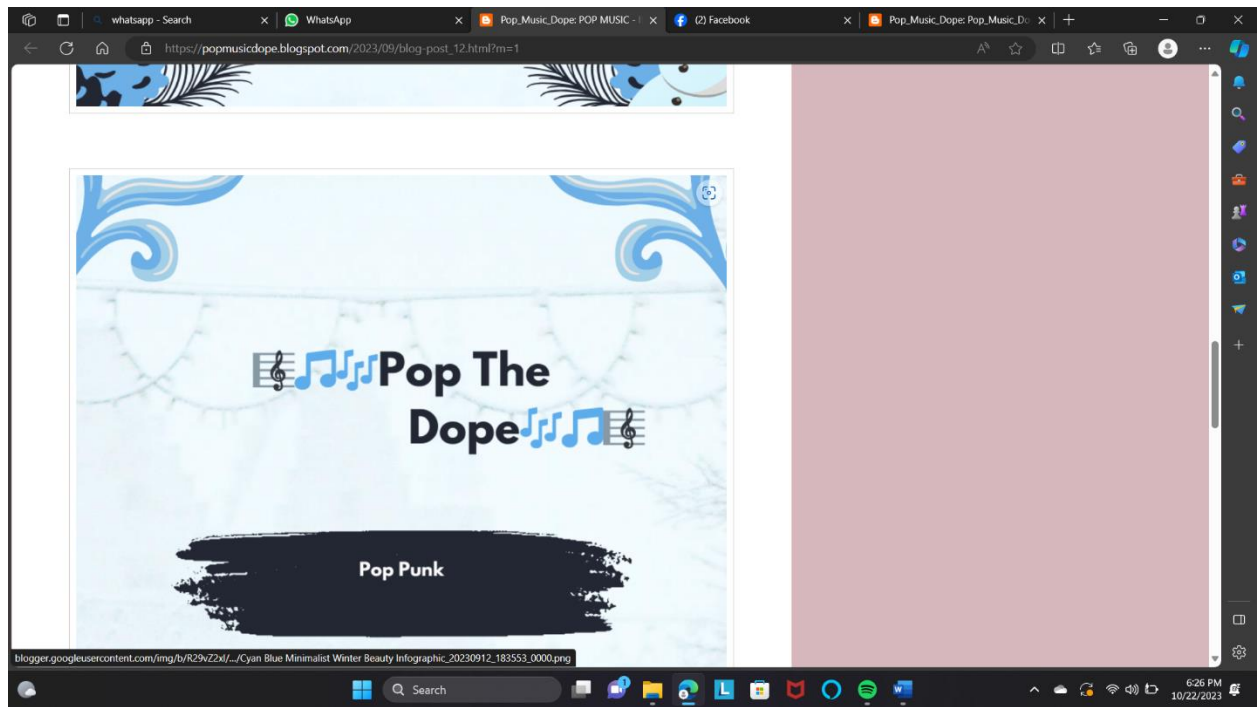 whatsapp - Search
WhatsApp
Pop_Music_Dope: POP MUSIC -
(2) Facebook
Pop_Music_Dope: Pop_Music_Do
https://popmusicdope.blogspot.com/2023/09/blog-post_12.html?m=1
Pop The
Dope
Pop Punk
blogger.googleusercontent.com/img/b/R29vZ2xl/.../Cyan Blue Minimalist Winter Beauty Infographic_20230912_183553_0000.png
Search
6:26 PM
10/22/2023